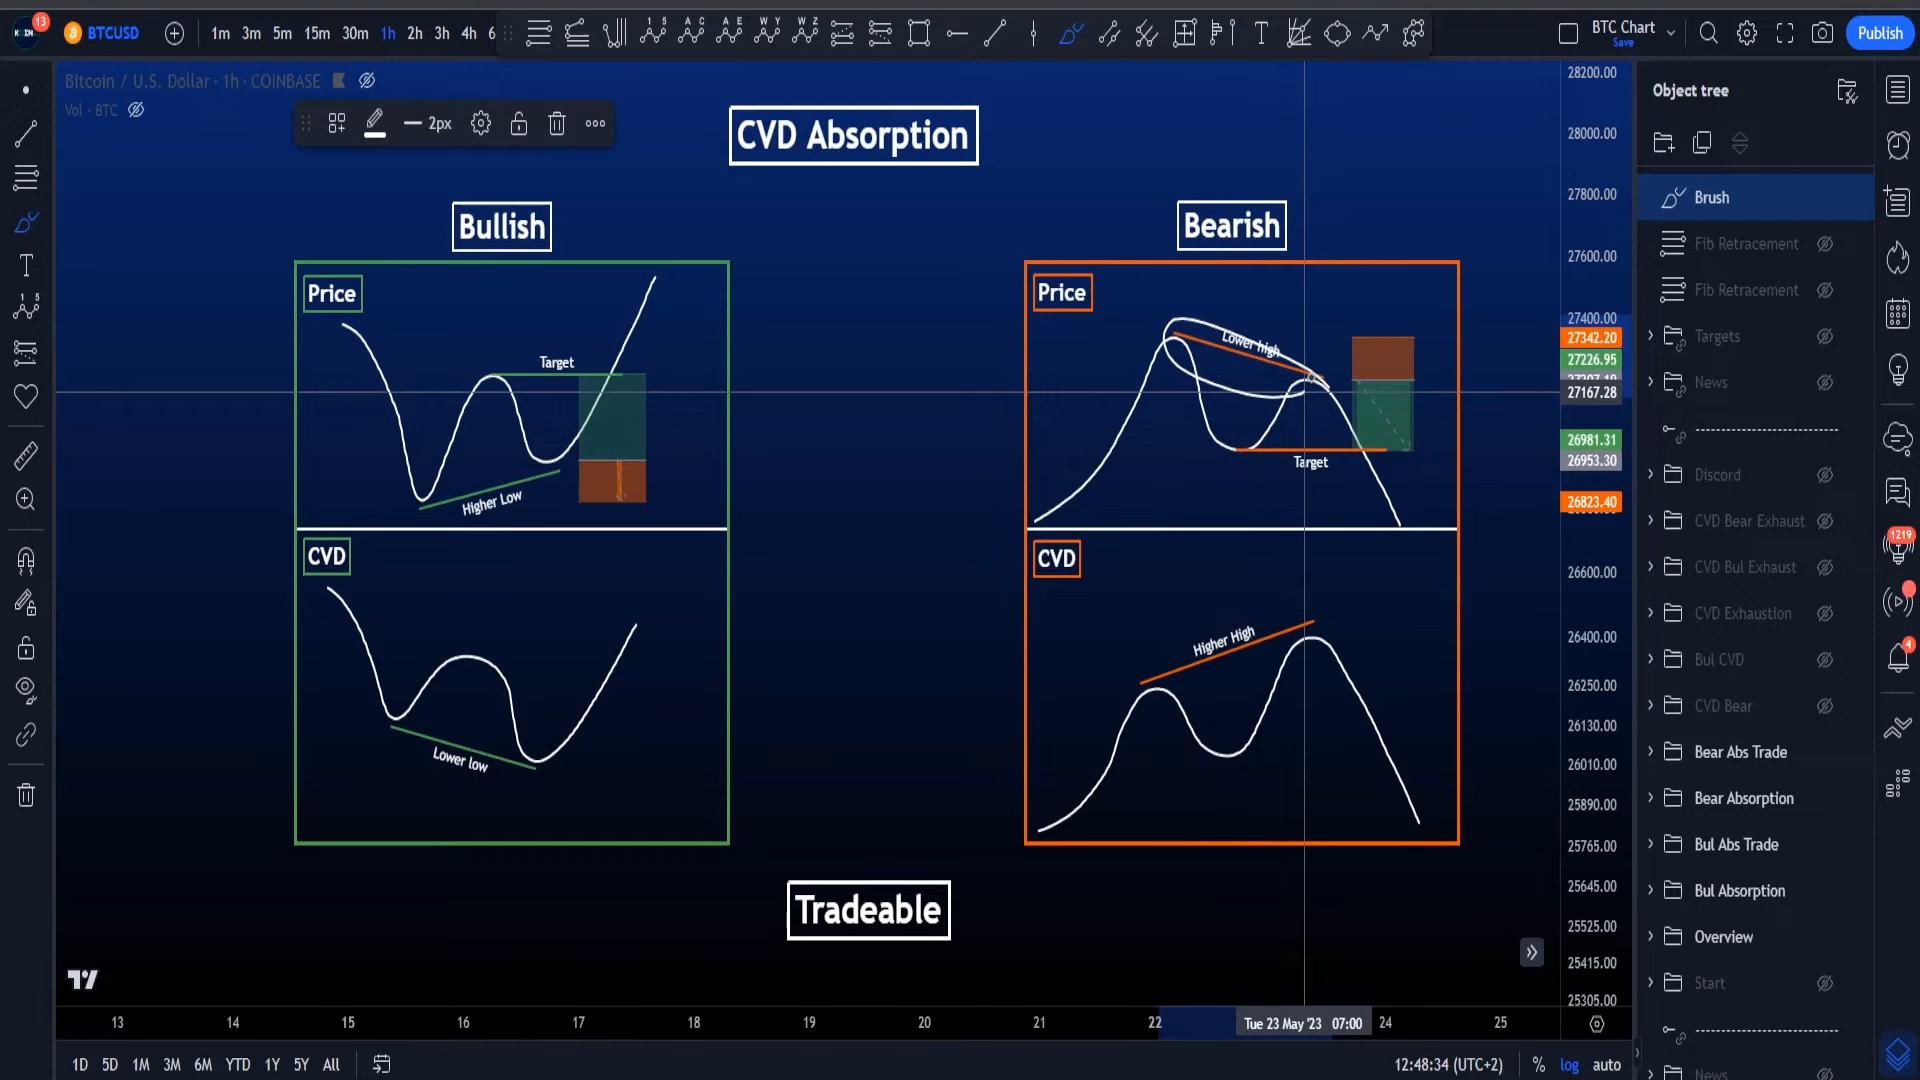 13
BTCUSD
1m 3m 5m 15m 30m 1h 2h 3h 4h 6
BTC Chart
Save
Publish
Bitcoin / U.S. Dollar · 1h · COINBASE
Vol · BTC
2px
CVD Absorption
Bullish
Bearish
Price
Target
Higher Low
CVD
Lower low
Price
Lower high
Target
CVD
Higher High
Tradeable
28200.00
28000.00
27800.00
27600.00
27400.00
27342.20
27226.95
27167.28
26981.31
26953.30
26823.40
26600.00
26400.00
26250.00
26130.00
26010.00
25890.00
25765.00
25645.00
25525.00
25415.00
25305.00
Object tree
Brush
Fib Retracement
Fib Retracement
Targets
News
Discord
CVD Bear Exhaust
CVD Bul Exhaust
CVD Exhaustion
Bul CVD
CVD Bear
Bear Abs Trade
Bear Absorption
Bul Abs Trade
Bul Absorption
Overview
Start
News
1219
4
13 14 15 16 17 18 19 20 21 22 Tue 23 May '23 07:00 24 25
1D 5D 1M 3M 6M YTD 1Y 5Y All
12:48:34 (UTC+2) % log auto